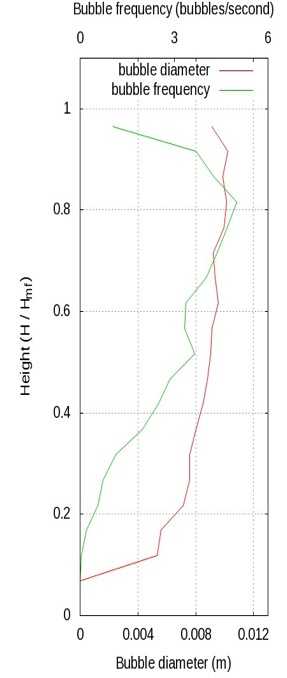 Bubble frequency (bubbles/second)
0 3 6
bubble diameter
bubble frequency
1
0.8
0.6
0.4
0.2
0
Height (H / Hmf)
0 0.004 0.008 0.012
Bubble diameter (m)